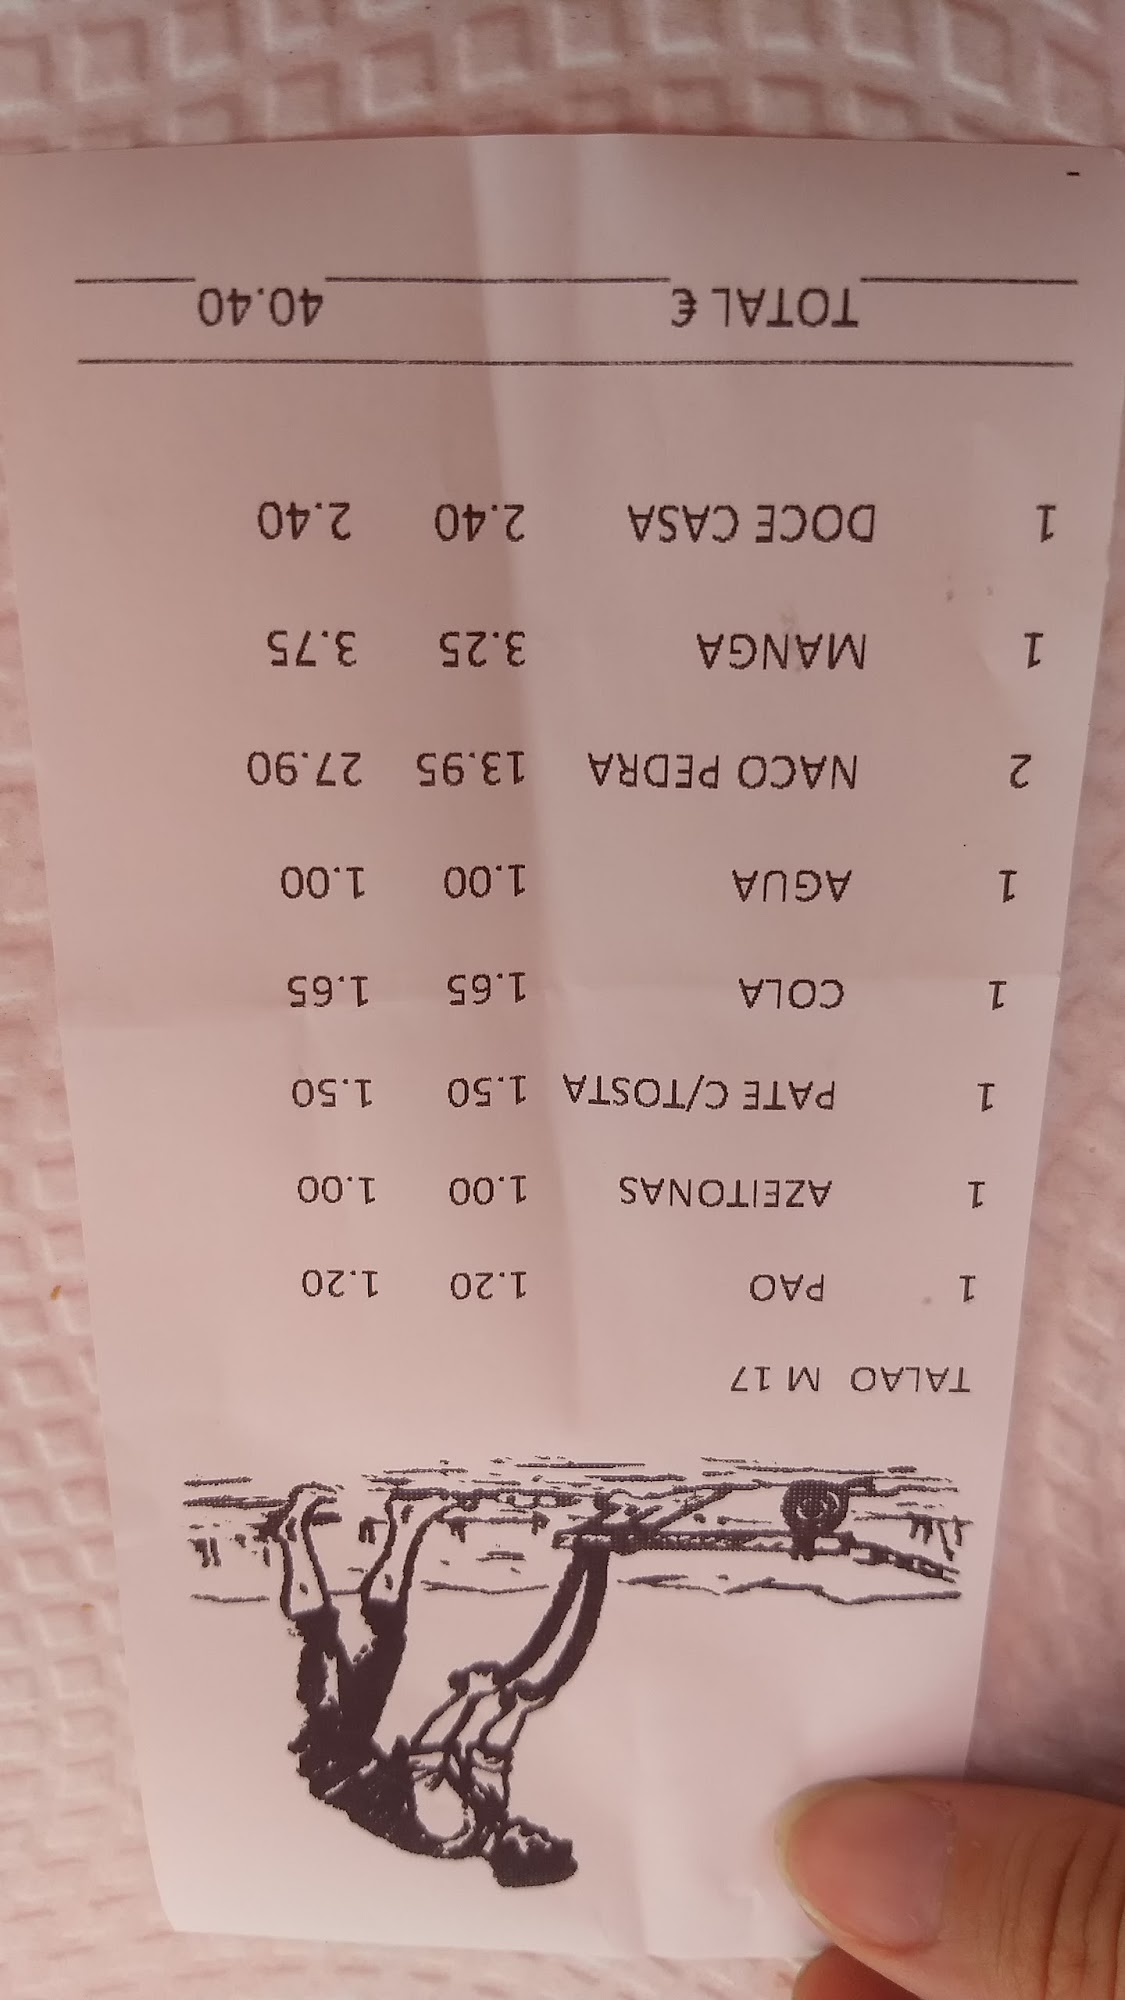 TALAO M 17
1 PAO 1.20 1.20
1 AZEITONAS 1.00 1.00
1 PATE C/TOSTA 1.50 1.50
1 COLA 1.65 1.65
1 AGUA 1.00 1.00
2 NACO PEDRA 13.95 27.90
1 MANGA 3.25 3.75
1 DOCE CASA 2.40 2.40
TOTAL € 40.40